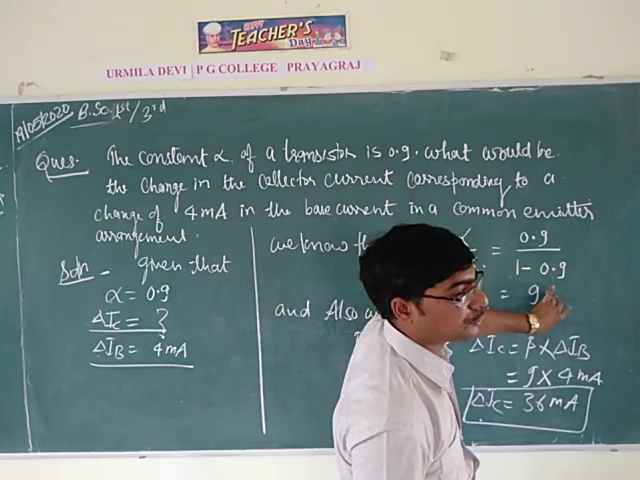 HAPPY
TEACHER'S
Day
URMILA DEVI P G COLLEGE PRAYAGRAJ
/05/2020 B.Sc. 1st/3rd
Ques. The constant α of a transistor is 0.9. what would be
the change in the collector current corresponding to a
change of 4mA in the base current in a common emitter
arrangement.
Soln. given that
α = 0.9
ΔIc = ?
ΔIB = 4mA
we know th
= 0.9
1 - 0.9
= 9
and Also
ΔIc = β × ΔIB
= 9 × 4 mA
ΔIc = 36 mA